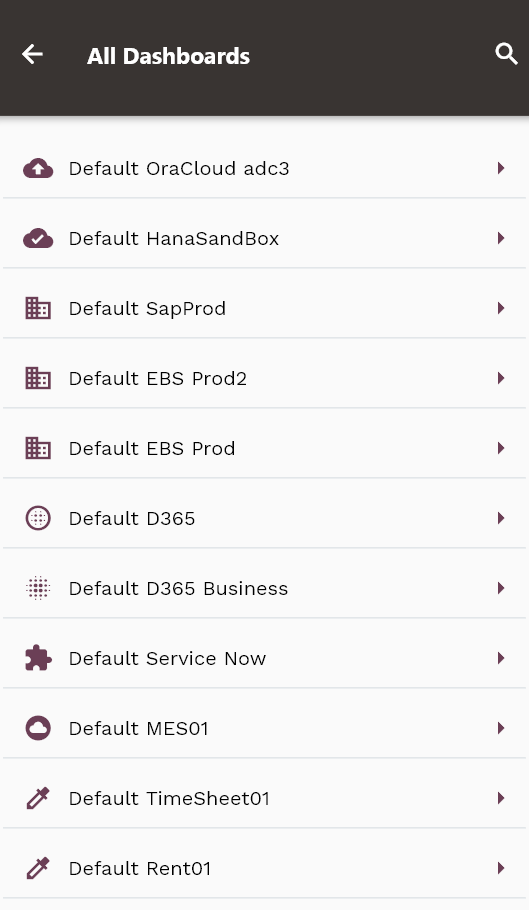 All Dashboards
Default OraCloud adc3
Default HanaSandBox
Default SapProd
Default EBS Prod2
Default EBS Prod
Default D365
Default D365 Business
Default Service Now
Default MES01
Default TimeSheet01
Default Rent01